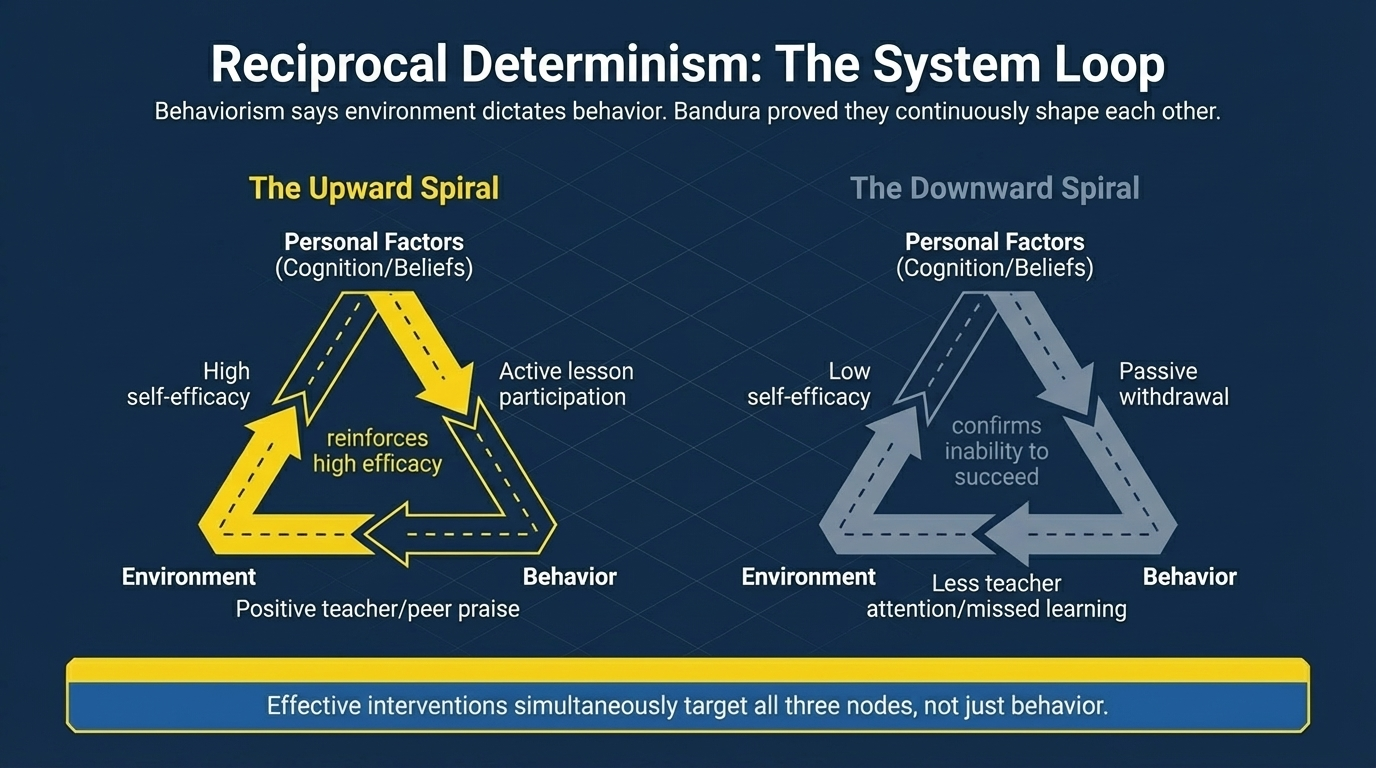 Reciprocal Determinism: The System Loop
Behaviorism says environment dictates behavior. Bandura proved they continuously shape each other.
The Upward Spiral
Personal Factors
(Cognition/Beliefs)
High
self-efficacy
Active lesson
participation
reinforces
high efficacy
Environment
Behavior
Positive teacher/peer praise
The Downward Spiral
Personal Factors
(Cognition/Beliefs)
Low
self-efficacy
Passive
withdrawal
confirms
inability to
succeed
Environment
Behavior
Less teacher
attention/missed learning
Effective interventions simultaneously target all three nodes, not just behavior.